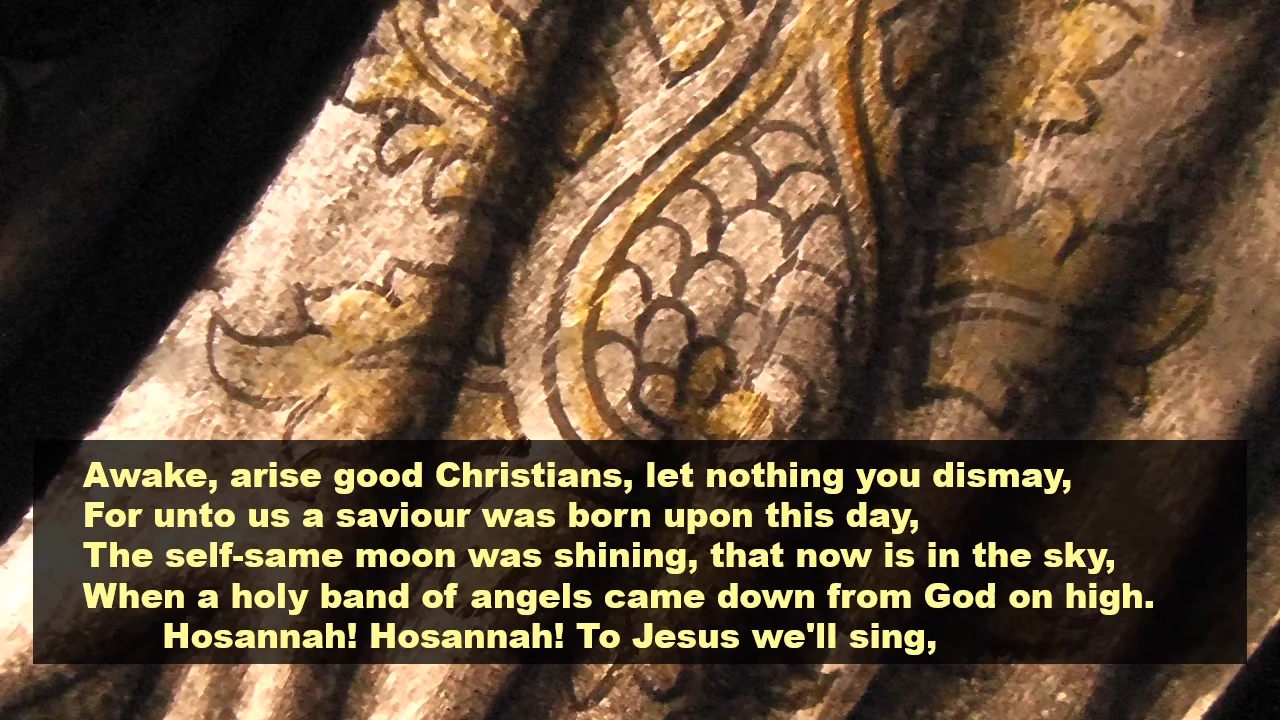 Awake, arise good Christians, let nothing you dismay,
For unto us a saviour was born upon this day,
The self-same moon was shining, that now is in the sky,
When a holy band of angels came down from God on high.
Hosannah! Hosannah! To Jesus we'll sing,